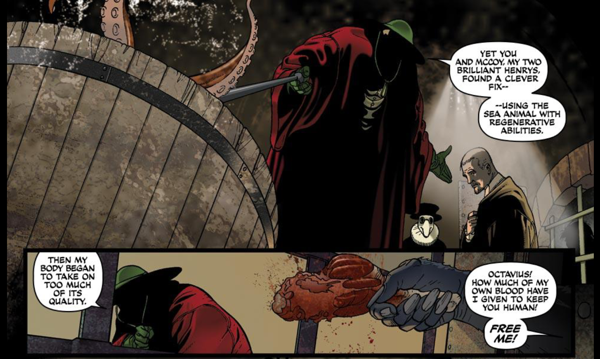 YET YOU
AND MCCOY, MY TWO
BRILLIANT HENRYS,
FOUND A CLEVER
FIX--
--USING THE
SEA ANIMAL WITH
REGENERATIVE
ABILITIES.
THEN MY
BODY BEGAN
TO TAKE ON
TOO MUCH
OF ITS
QUALITY.
OCTAVIUS!
HOW MUCH OF MY
OWN BLOOD HAVE
I GIVEN TO KEEP
YOU HUMAN!
FREE
ME!